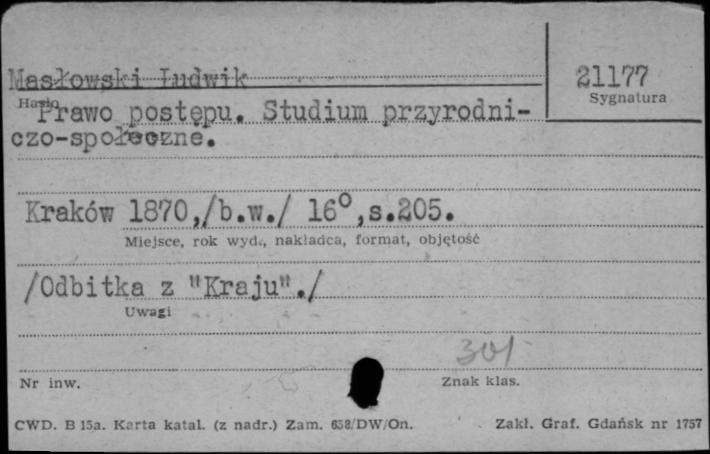 Masłowski Ludwik
21177
Hasło
Sygnatura
Prawo postępu. Studium przyrodni-
czo-społeczne.
Kraków 1870,/b.w./ 16°,s.205.
Miejsce, rok wyd., nakładca, format, objętość
/Odbitka z "Kraju"./
Uwagi
301
Nr inw.
Znak klas.
CWD. B 15a. Karta katal. (z nadr.) Zam. 638/DW/On.
Zakł. Graf. Gdańsk nr 1757